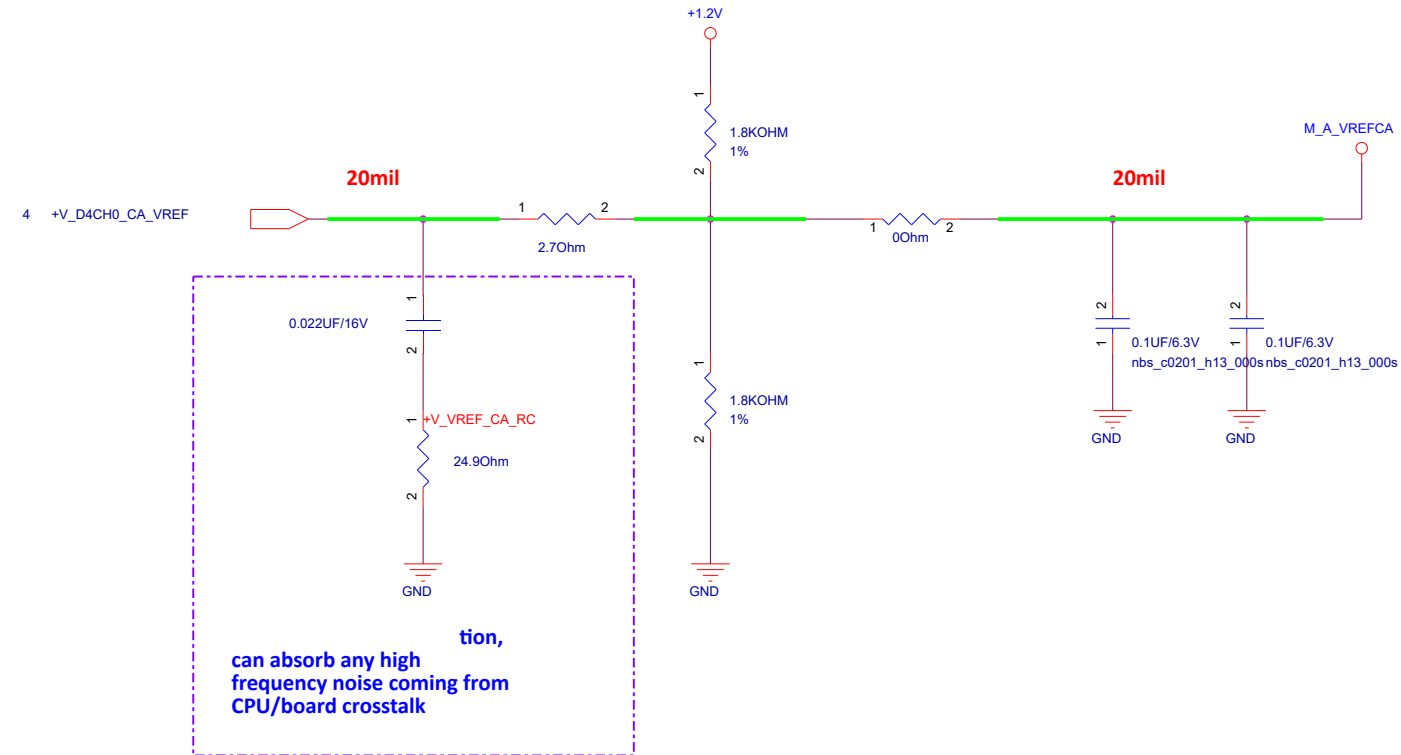 +1.2V
1
1.8KOHM
1%
2
M_A_VREFCA
20mil
20mil
4 +V_D4CH0_CA_VREF
1 2
2.7Ohm
1 2
0Ohm
1
0.022UF/16V
2
2
1
0.1UF/6.3V
nbs_c0201_h13_000s
2
1
0.1UF/6.3V
nbs_c0201_h13_000s
1
1.8KOHM
1%
2
1
+V_VREF_CA_RC
24.9Ohm
2
GND
GND
GND
GND
tion,
can absorb any high
frequency noise coming from
CPU/board crosstalk